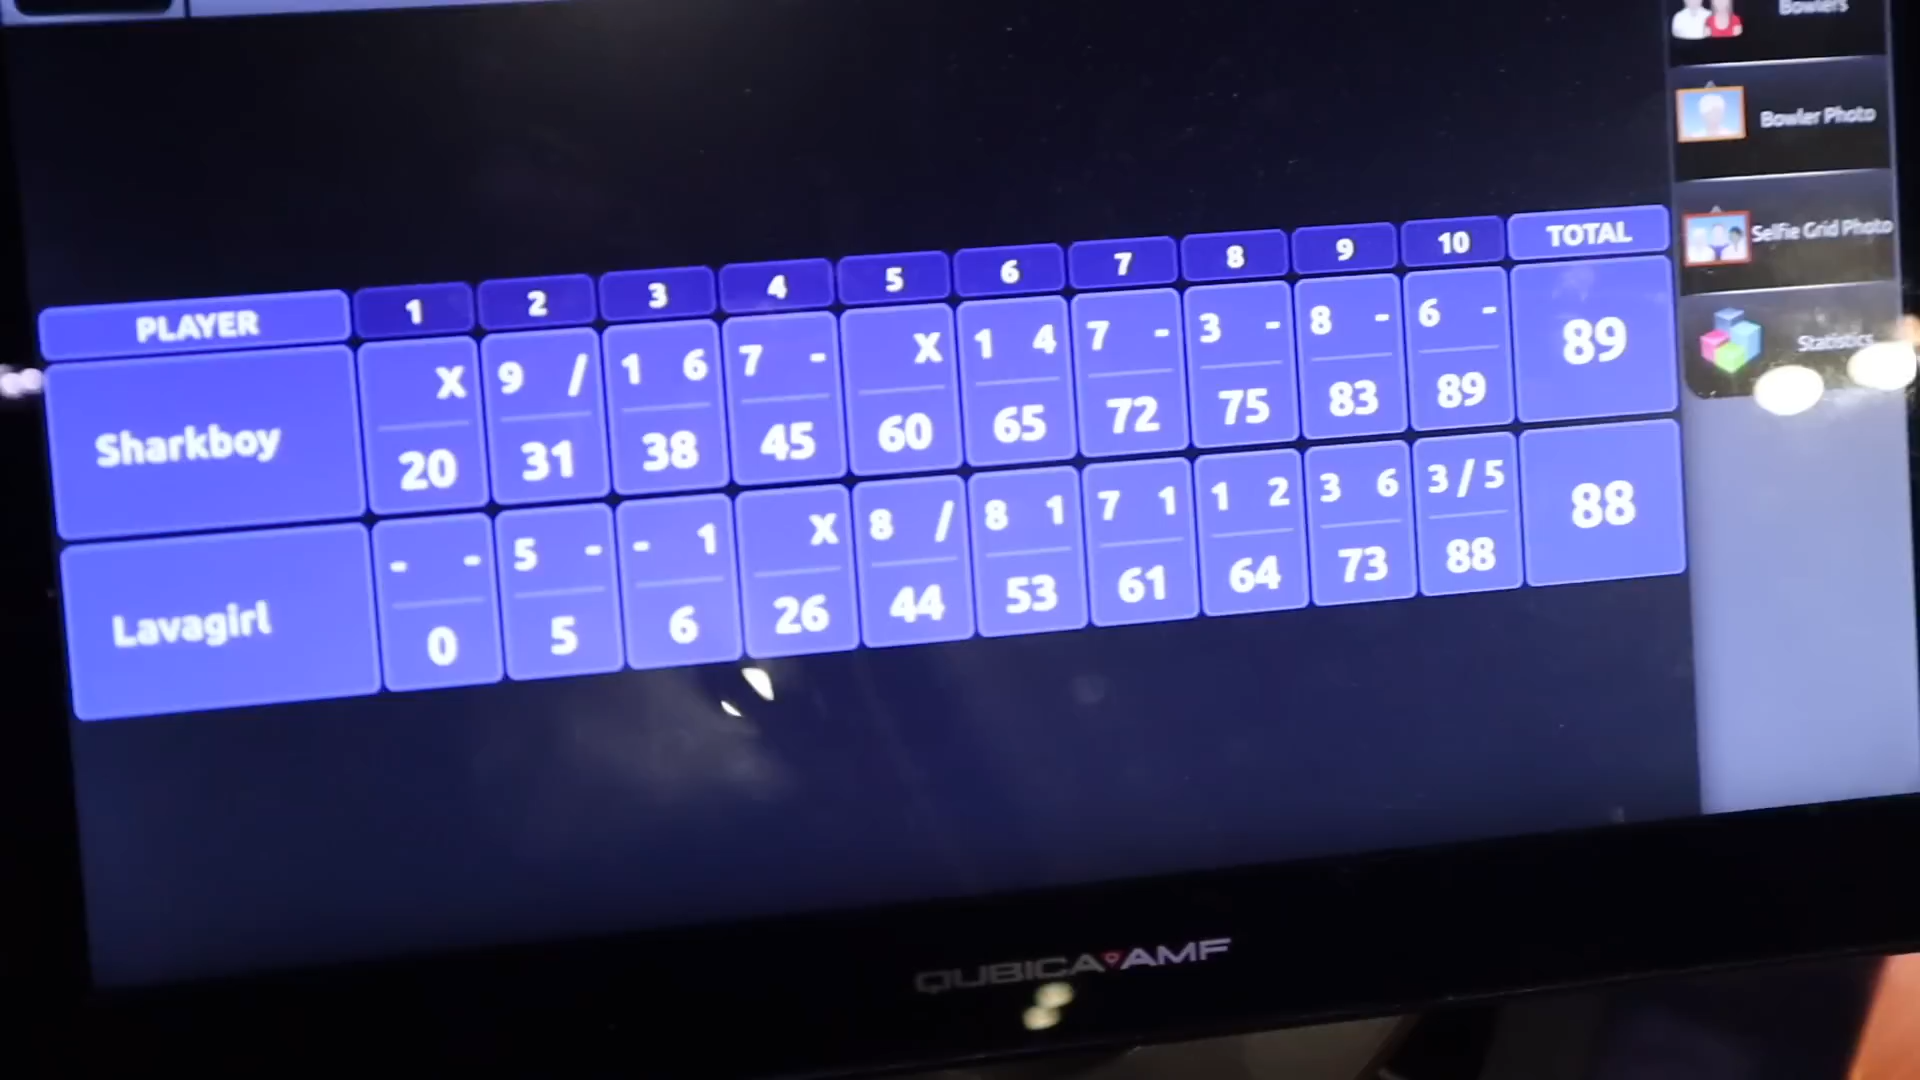 Bowlers
Bowler Photo
Selfie Grid Photo
Statistics
PLAYER 1 2 3 4 5 6 7 8 9 10 TOTAL
X 9 / 1 6 7 - X 1 4 7 - 3 - 8 - 6 -
Sharkboy 20 31 38 45 60 65 72 75 83 89 89
- - 5 - - 1 X 8 / 8 1 7 1 1 2 3 6 3 / 5
Lavagirl 0 5 6 26 44 53 61 64 73 88 88
QUBICA AMF